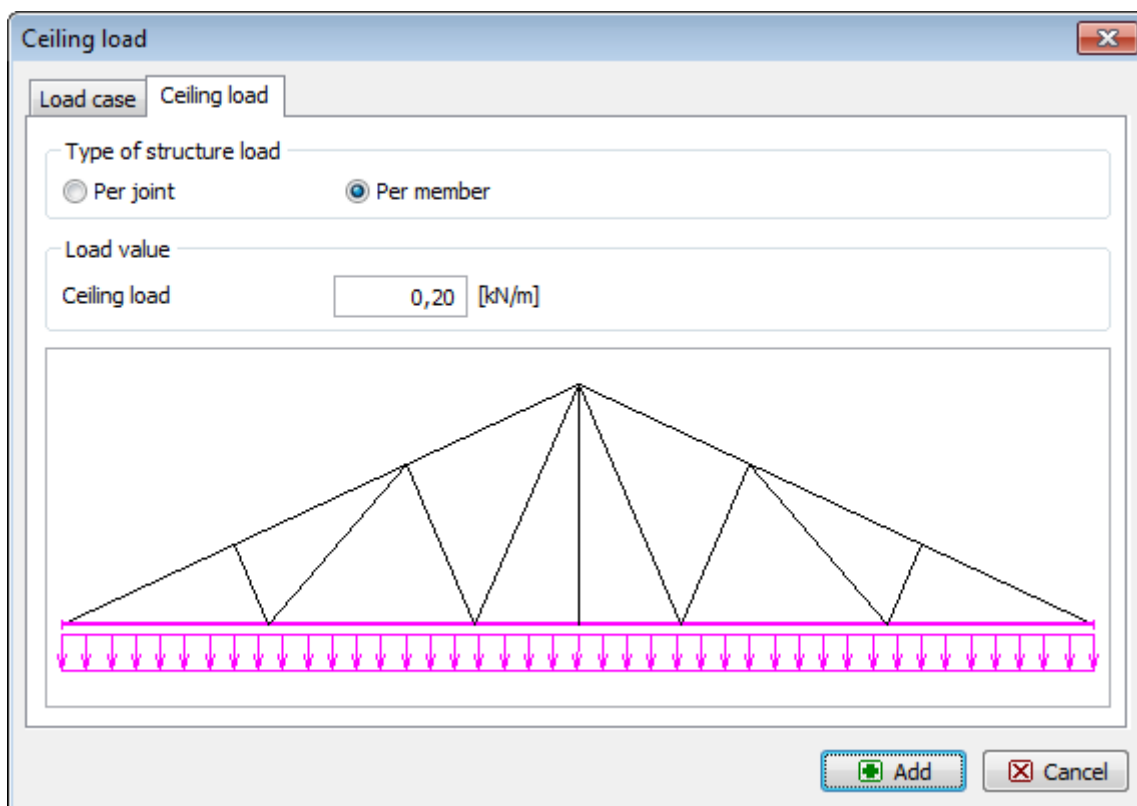 Ceiling load
Load case Ceiling load
Type of structure load
Per joint Per member
Load value
Ceiling load 0,20 [kN/m]
Add Cancel